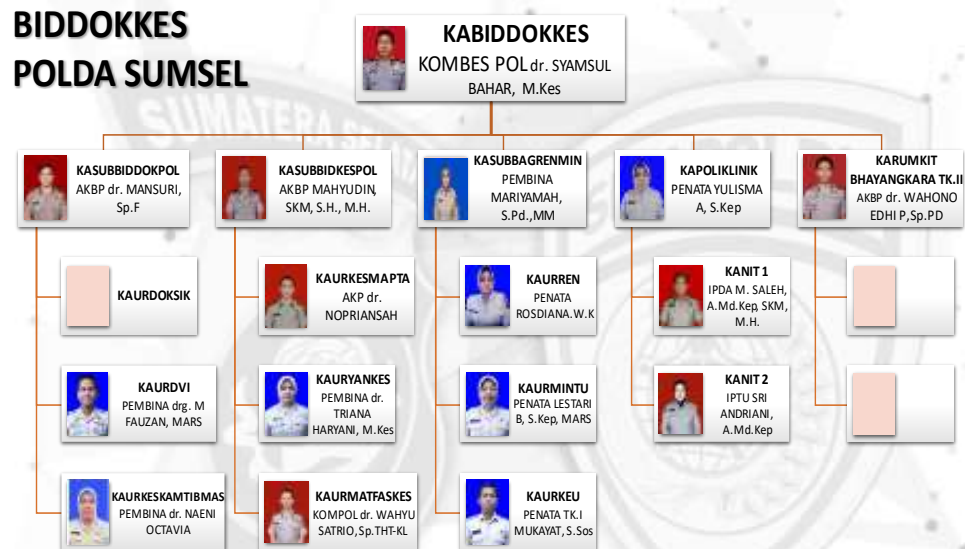 BIDDOKKES
POLDA SUMSEL
KABIDDOKKES
KOMBES POL dr. SYAMSUL
BAHAR, M.Kes
KASUBBIDDOKPOL
AKBP dr. MANSURI,
Sp.F
KASUBBIDKESPOL
AKBP MAHYUDIN,
SKM, S.H., M.H.
KASUBBAGRENMIN
PEMBINA
MARIYAMAH,
S.Pd.,MM
KAPOLIKLINIK
PENATA YULISMA
A, S.Kep
KARUMKIT
BHAYANGKARA TK.II
AKBP dr. WAHONO
EDHI P,Sp.PD
KAURDOKSIK
KAURKESMAPTA
AKP dr.
NOPRIANSAH
KAURREN
PENATA
ROSDIANA.W.K
KANIT 1
IPDA M. SALEH,
A.Md.Kep, SKM,
M.H.
KAURDVI
PEMBINA drg. M
FAUZAN, MARS
KAURYANKES
PEMBINA dr.
TRIANA
HARYANI, M.Kes
KAURMINTU
PENATA LESTARI
B, S.Kep, MARS
KANIT 2
IPTU SRI
ANDRIANI,
A.Md.Kep
KAURKESKAMTIBMAS
PEMBINA dr. NAENI
OCTAVIA
KAURMATFASKES
KOMPOL dr. WAHYU
SATRIO, Sp.THT-KL
KAURKEU
PENATA TK.I
MUKAYAT, S.Sos
SUMATERA SEL